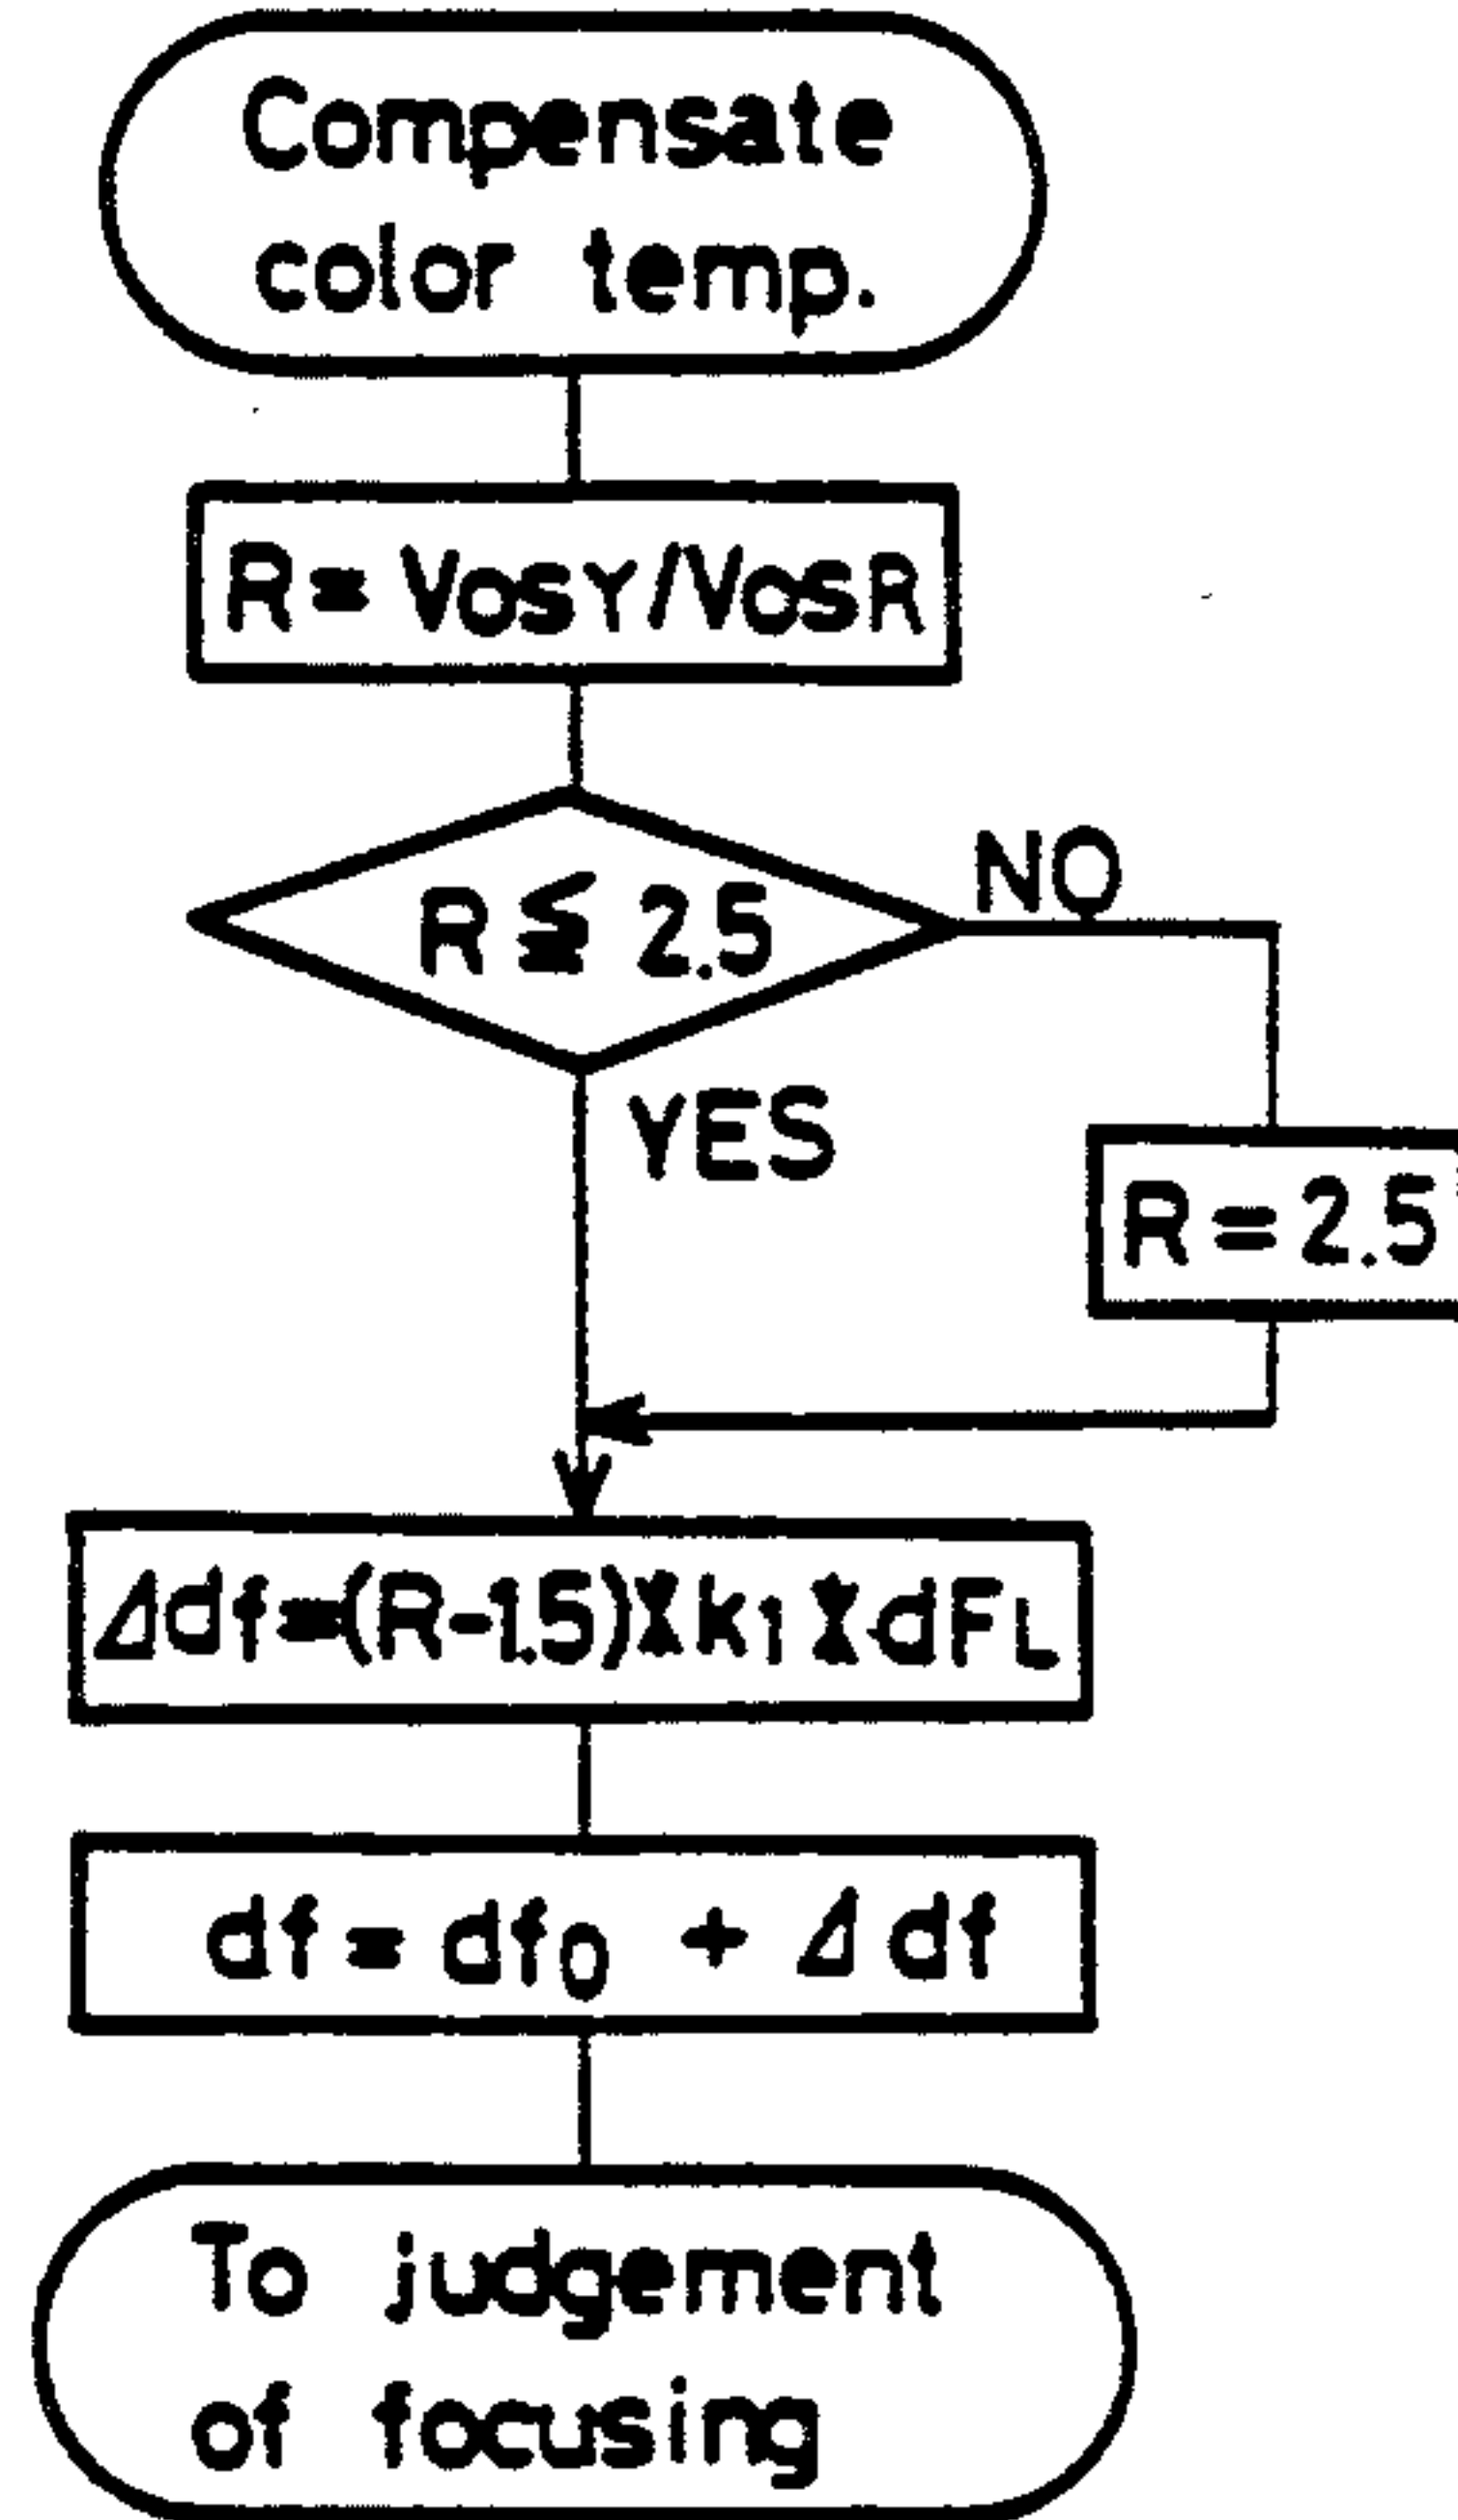 Compensate
color temp.
R = VOSY/VOSR
R ≦ 2.5
NO
YES
R = 2.5
Δdf=(R-1.5)×k1×dFL
df = df0 + Δdf
To judgement
of focusing